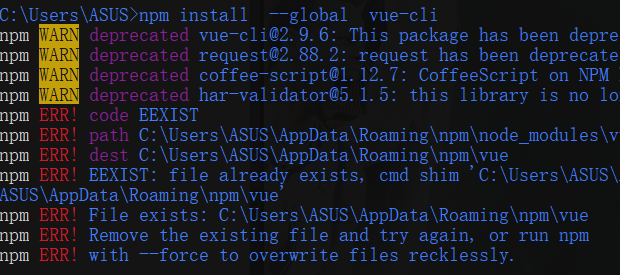 C:\Users\ASUS>npm install  --global  vue-cli
npm WARN deprecated vue-cli@2.9.6: This package has been depre
npm WARN deprecated request@2.88.2: request has been deprecate
npm WARN deprecated coffee-script@1.12.7: CoffeeScript on NPM
npm WARN deprecated har-validator@5.1.5: this library is no lo
npm ERR! code EEXIST
npm ERR! path C:\Users\ASUS\AppData\Roaming\npm\node_modules\v
npm ERR! dest C:\Users\ASUS\AppData\Roaming\npm\vue
npm ERR! EEXIST: file already exists, cmd shim 'C:\Users\ASUS\
ASUS\AppData\Roaming\npm\vue'
npm ERR! File exists: C:\Users\ASUS\AppData\Roaming\npm\vue
npm ERR! Remove the existing file and try again, or run npm
npm ERR! with --force to overwrite files recklessly.